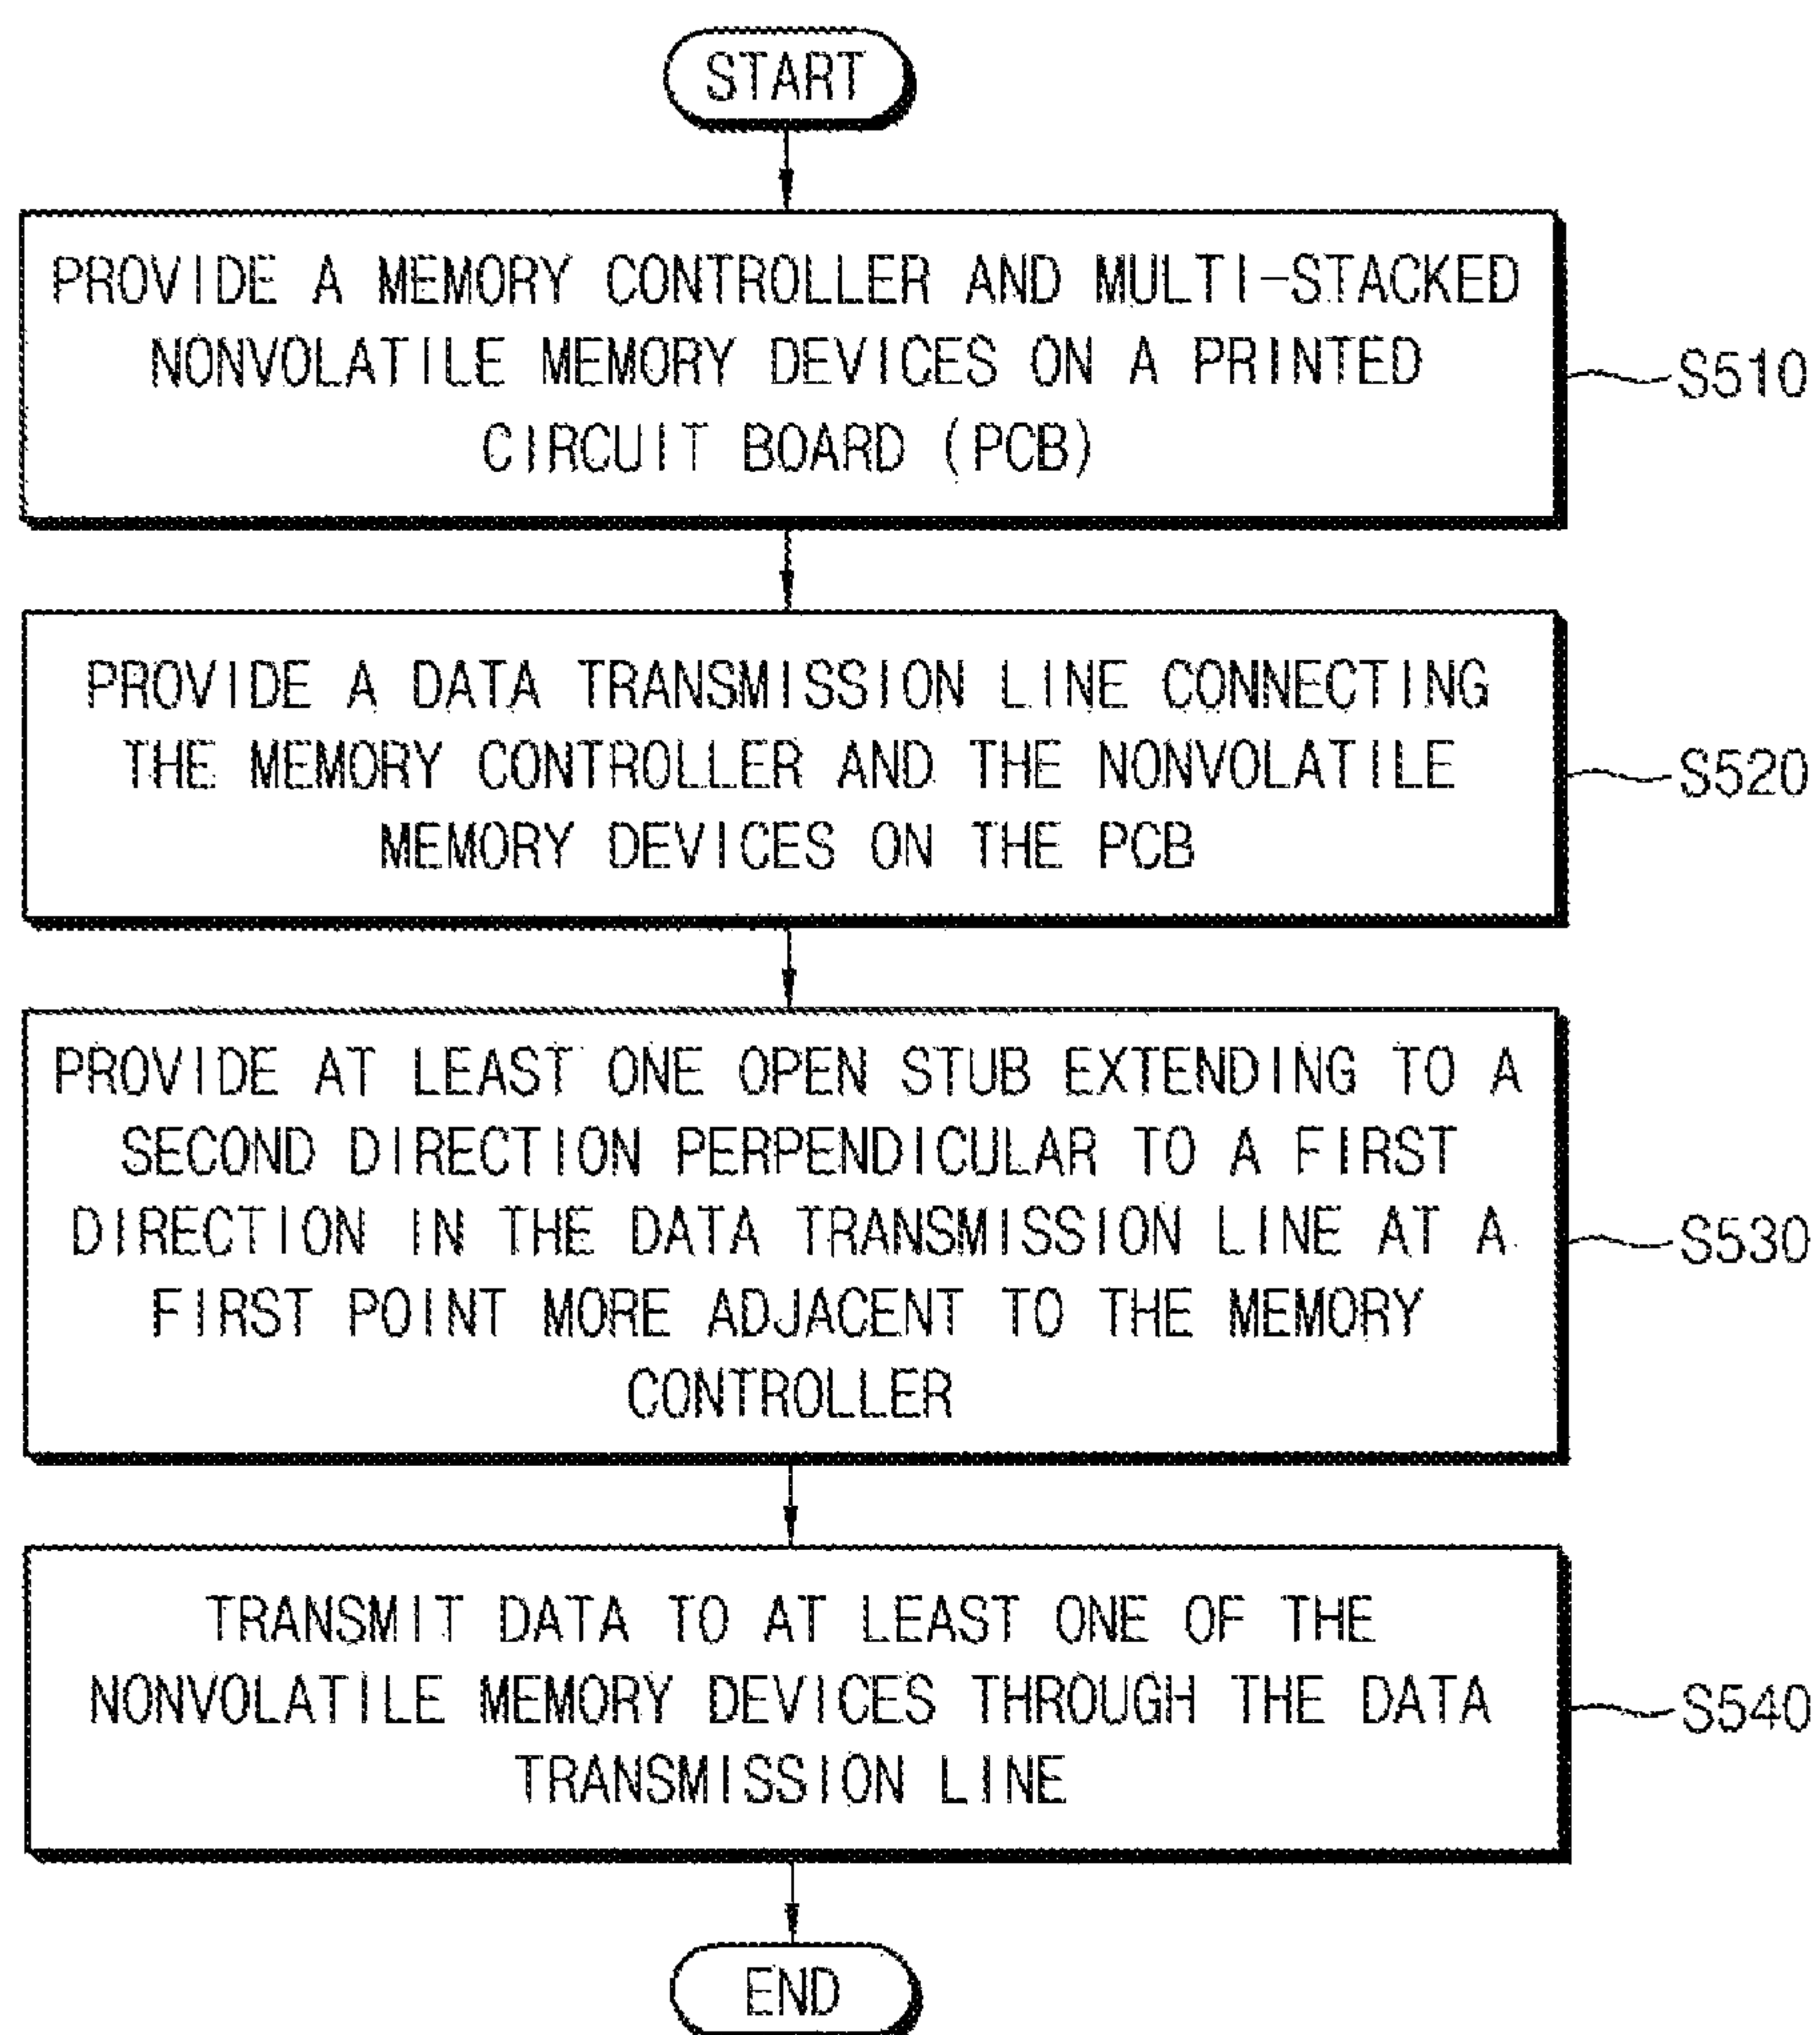 START
PROVIDE A MEMORY CONTROLLER AND MULTI-STACKED
NONVOLATILE MEMORY DEVICES ON A PRINTED
CIRCUIT BOARD (PCB)
S510
PROVIDE A DATA TRANSMISSION LINE CONNECTING
THE MEMORY CONTROLLER AND THE NONVOLATILE
MEMORY DEVICES ON THE PCB
S520
PROVIDE AT LEAST ONE OPEN STUB EXTENDING TO A
SECOND DIRECTION PERPENDICULAR TO A FIRST
DIRECTION IN THE DATA TRANSMISSION LINE AT A
FIRST POINT MORE ADJACENT TO THE MEMORY
CONTROLLER
S530
TRANSMIT DATA TO AT LEAST ONE OF THE
NONVOLATILE MEMORY DEVICES THROUGH THE DATA
TRANSMISSION LINE
S540
END